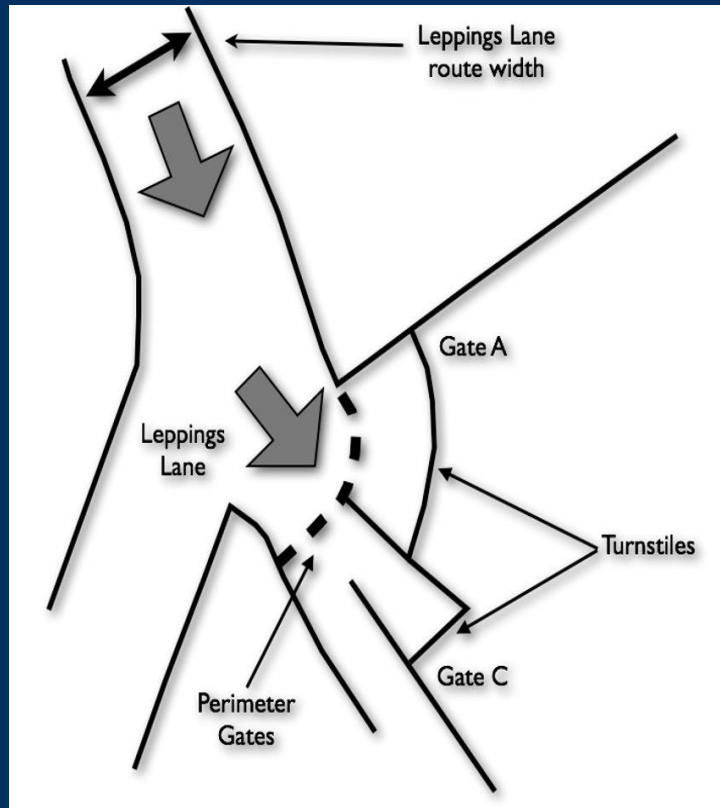 Leppings Lane
route width
Gate A
Leppings
Lane
Turnstiles
Gate C
Perimeter
Gates